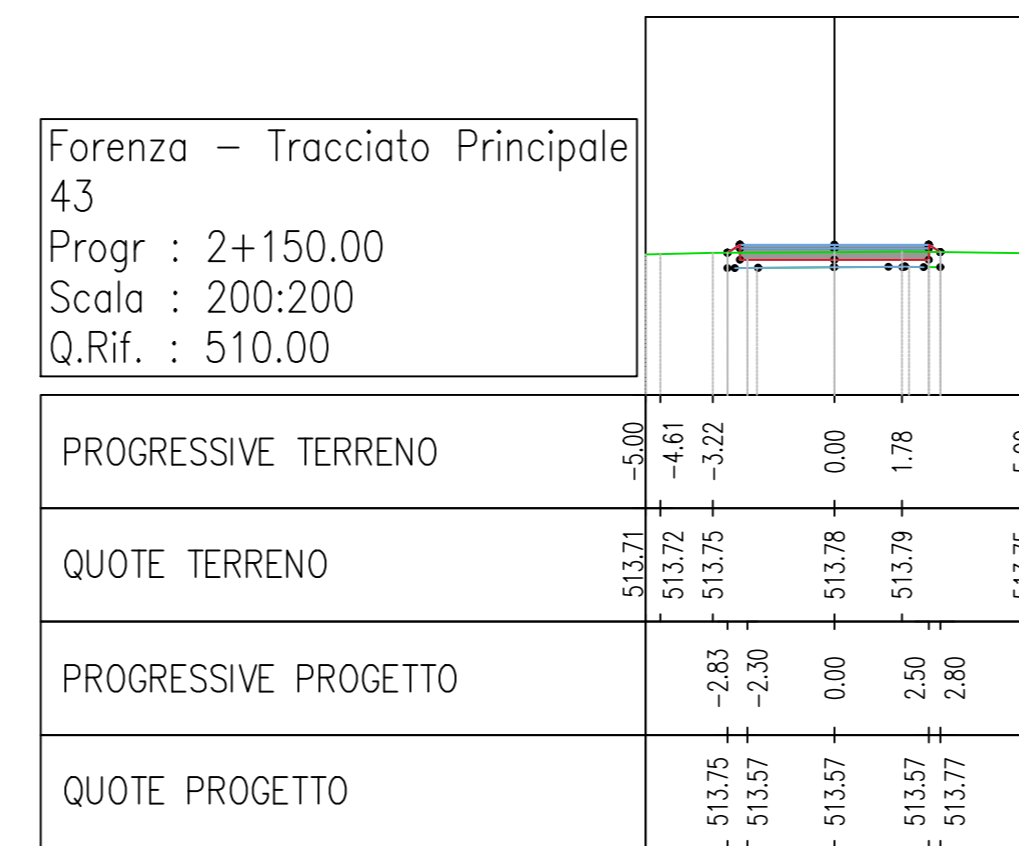 Forenza – Tracciato Principale
43
Progr : 2+150.00
Scala : 200:200
Q.Rif. : 510.00
PROGRESSIVE TERRENO -5.00 -4.61 -3.22 0.00 1.78
QUOTE TERRENO 513.71 513.72 513.75 513.78 513.79
PROGRESSIVE PROGETTO -2.83 -2.30 0.00 2.50 2.80
QUOTE PROGETTO 513.75 513.57 513.57 513.57 513.77